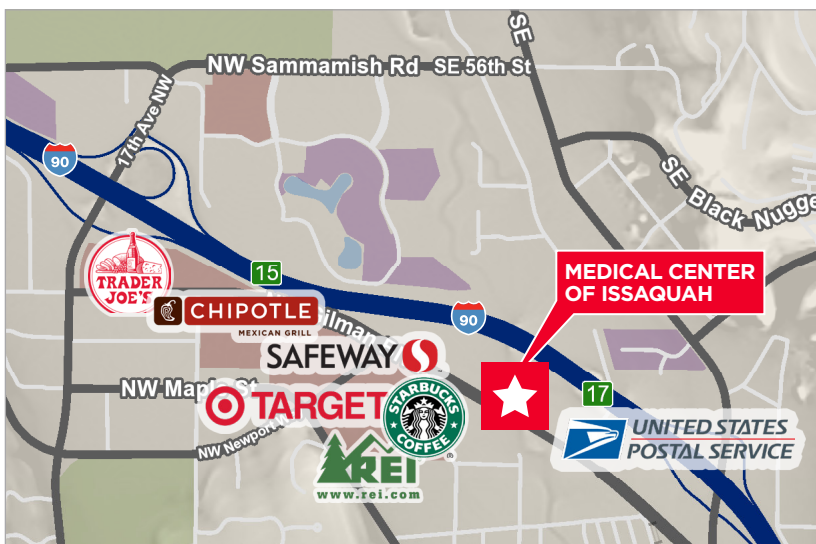 SE
NW Sammamish Rd SE 56th St
17th Ave NW
90
SE Black Nugge
TRADER
JOE'S
15
MEDICAL CENTER
OF ISSAQUAH
CHIPOTLE
MEXICAN GRILL
90
SAFEWAY
NW Maple St
TARGET
STARBUCKS
COFFEE
17
UNITED STATES
POSTAL SERVICE
NW Newport
REI
www.rei.com